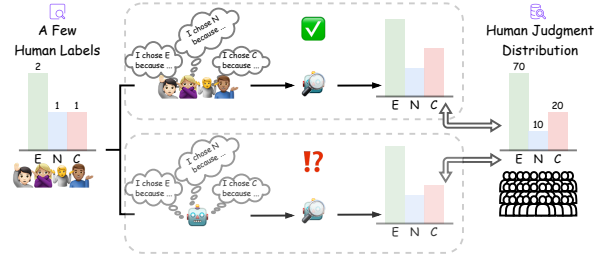 A Few
Human Labels
2
1 1
E N C
I chose E
because ...
I chose N
because ...
I chose C
because ...
E N C
I chose E
because ...
I chose N
because ...
I chose C
because ...
⁉
E N C
Human Judgment
Distribution
70
10
20
E N C